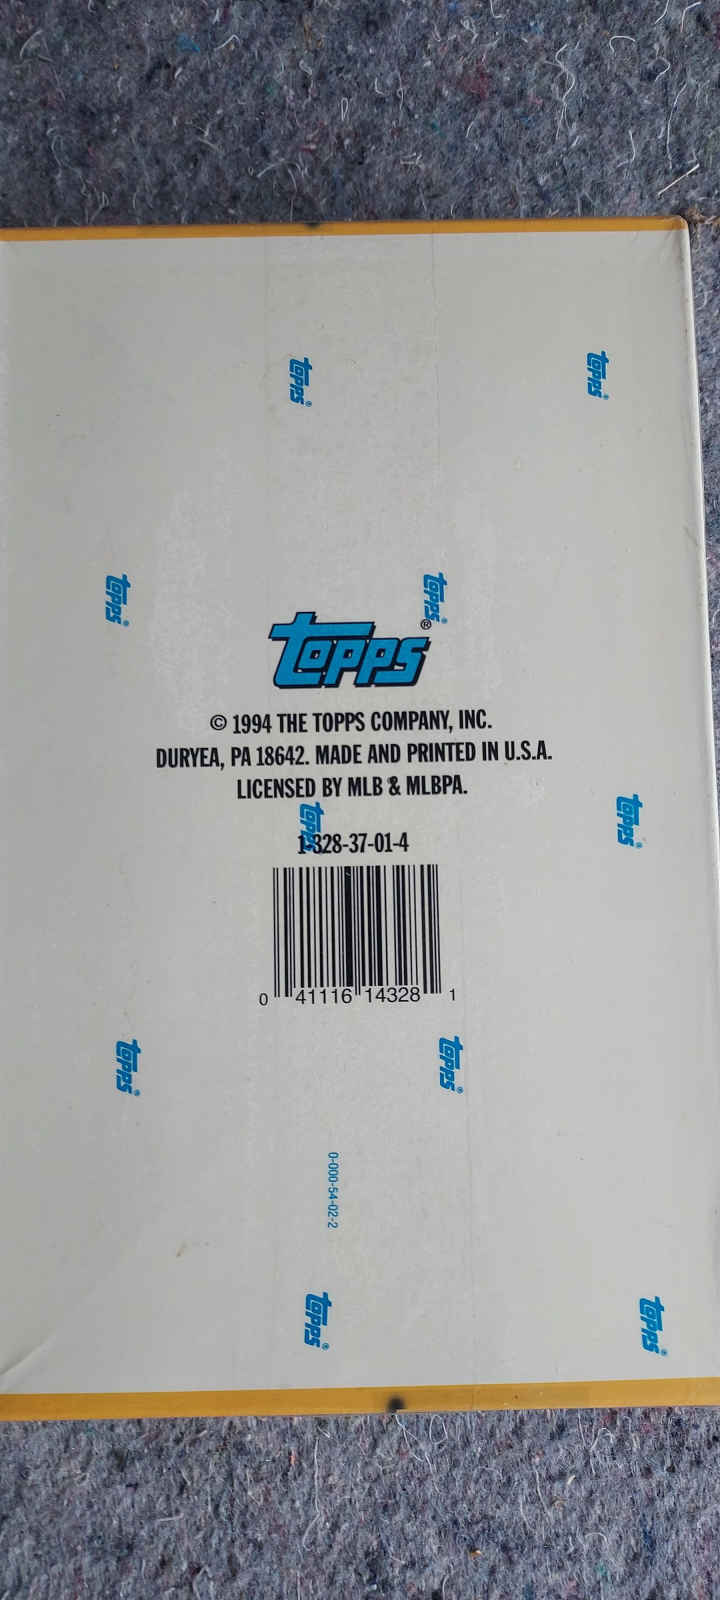 topps®
topps®
topps®
topps®
Topps®
© 1994 THE TOPPS COMPANY, INC.
DURYEA, PA 18642. MADE AND PRINTED IN U.S.A.
LICENSED BY MLB & MLBPA.
topps
topps®
1-328-37-01-4
0 41116 14328 1
topps®
topps®
0-000-54-02-2
topps®
topps®